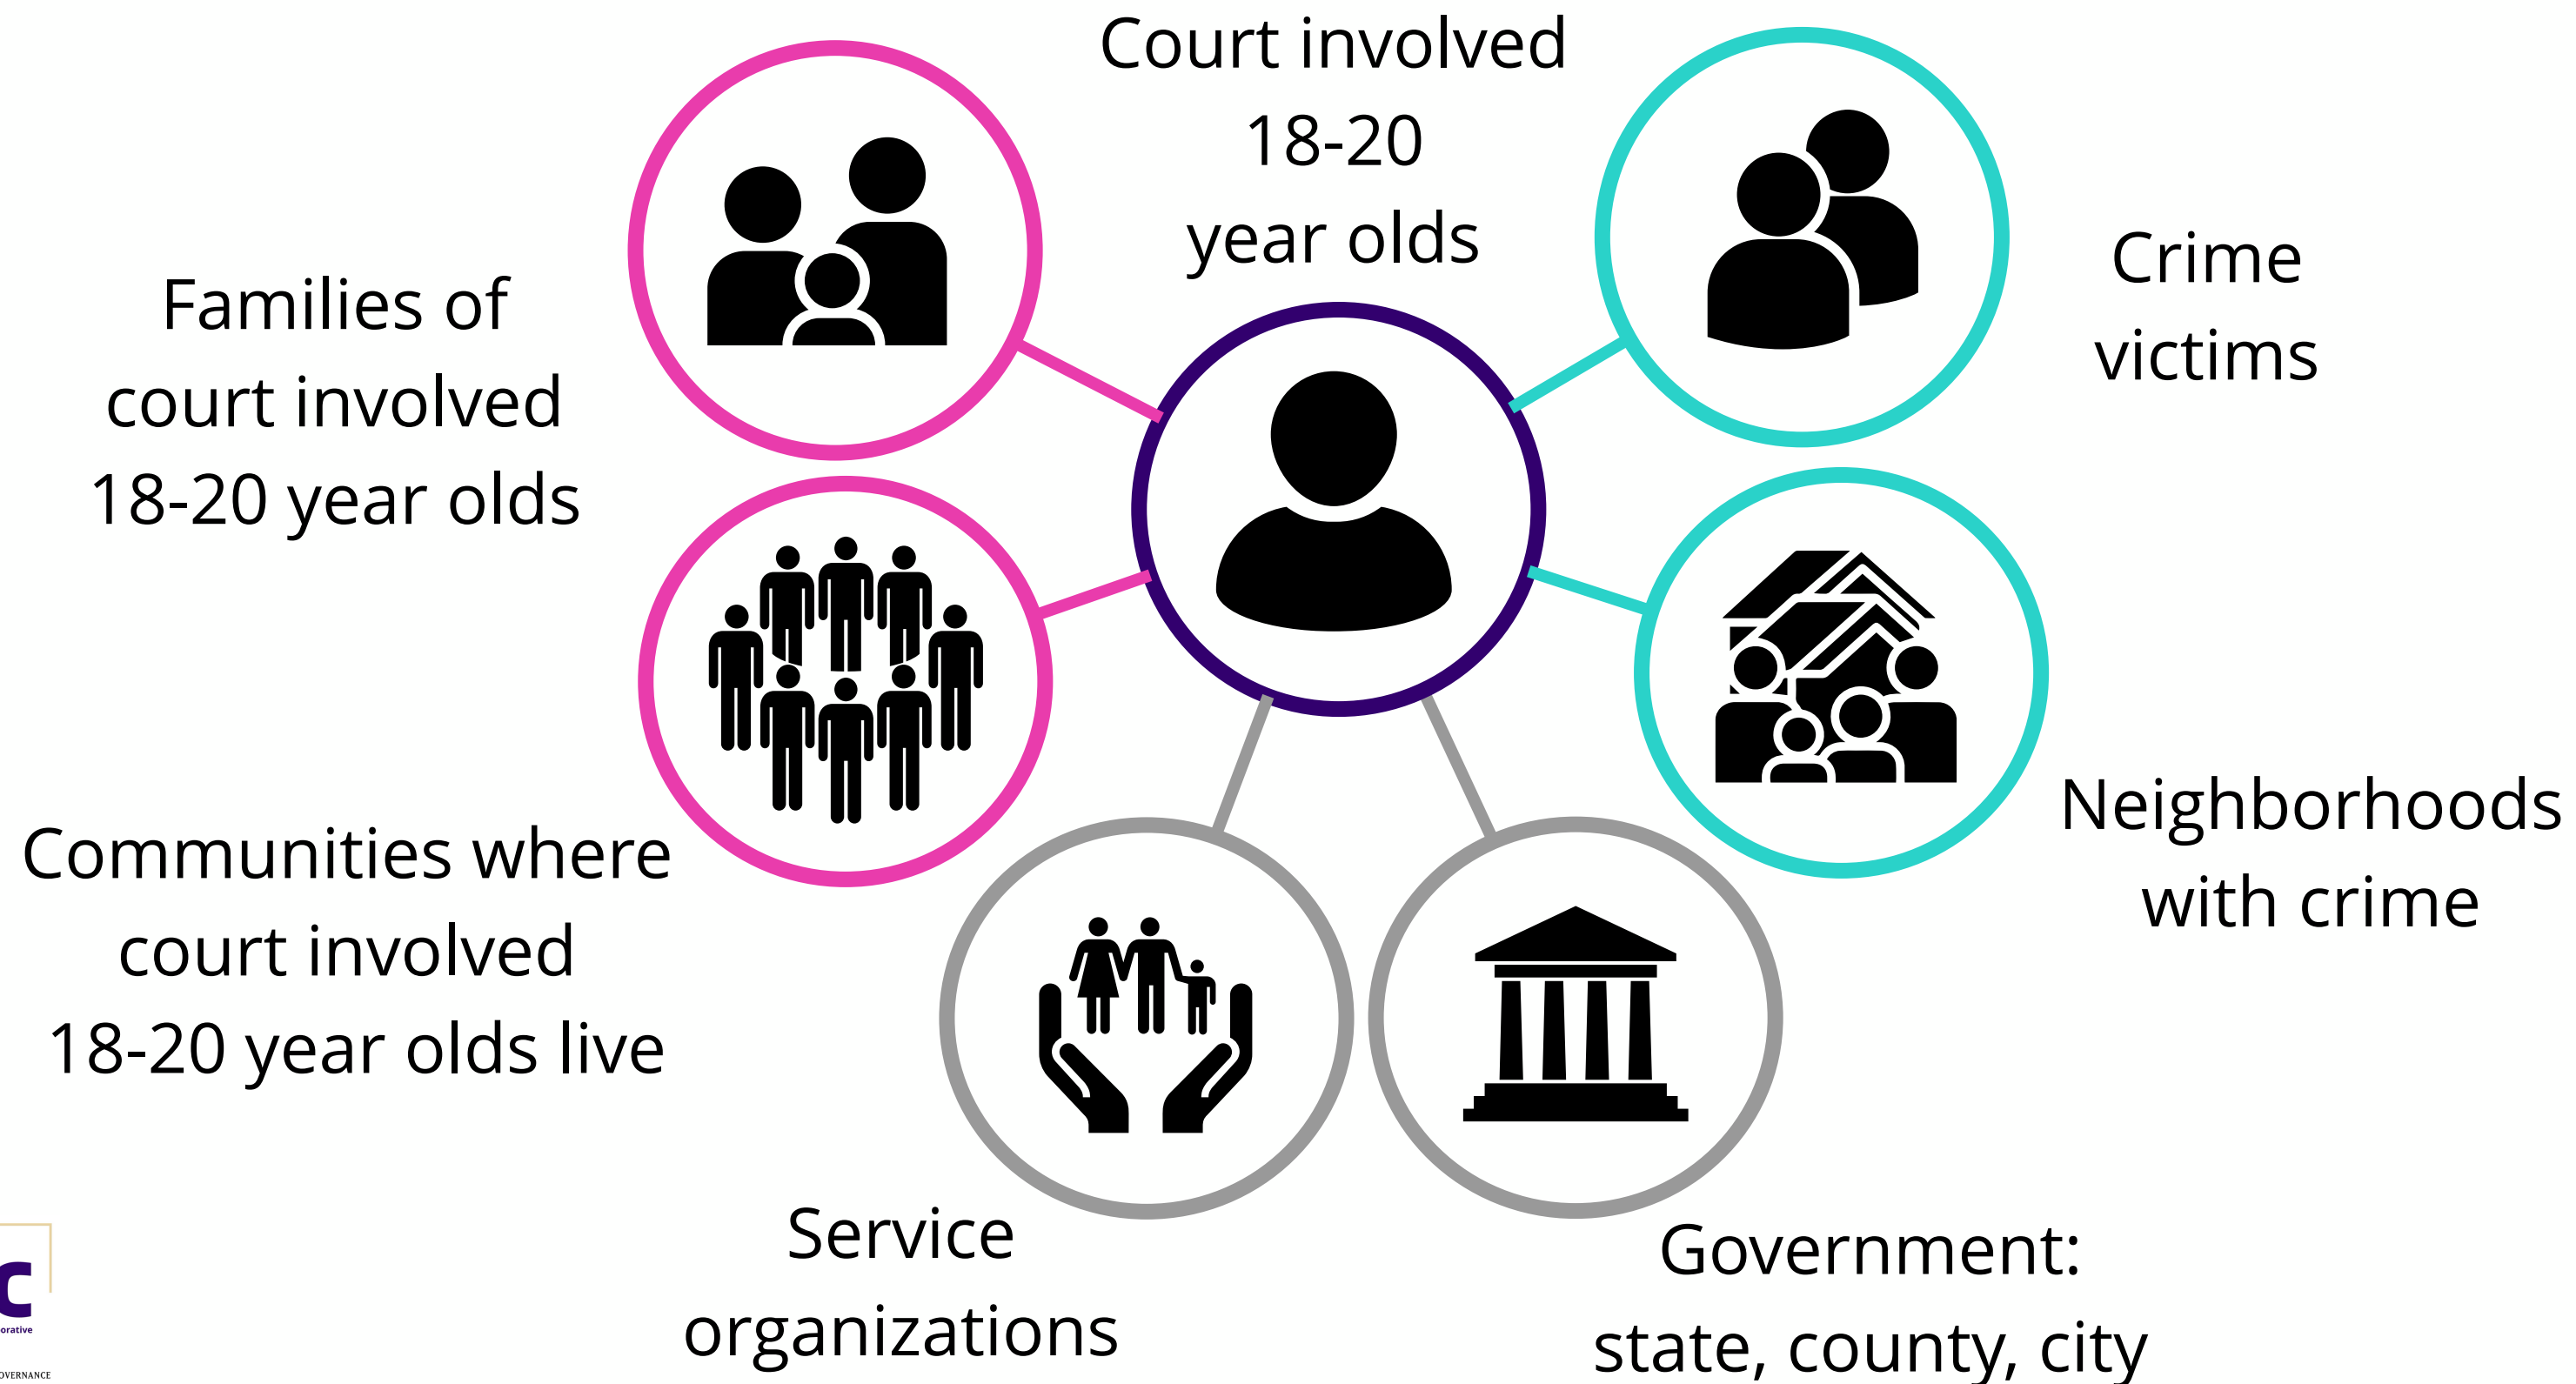 Court involved
18-20
year olds
Families of
court involved
18-20 year olds
Crime
victims
Communities where
court involved
18-20 year olds live
Neighborhoods
with crime
Service
organizations
Government:
state, county, city